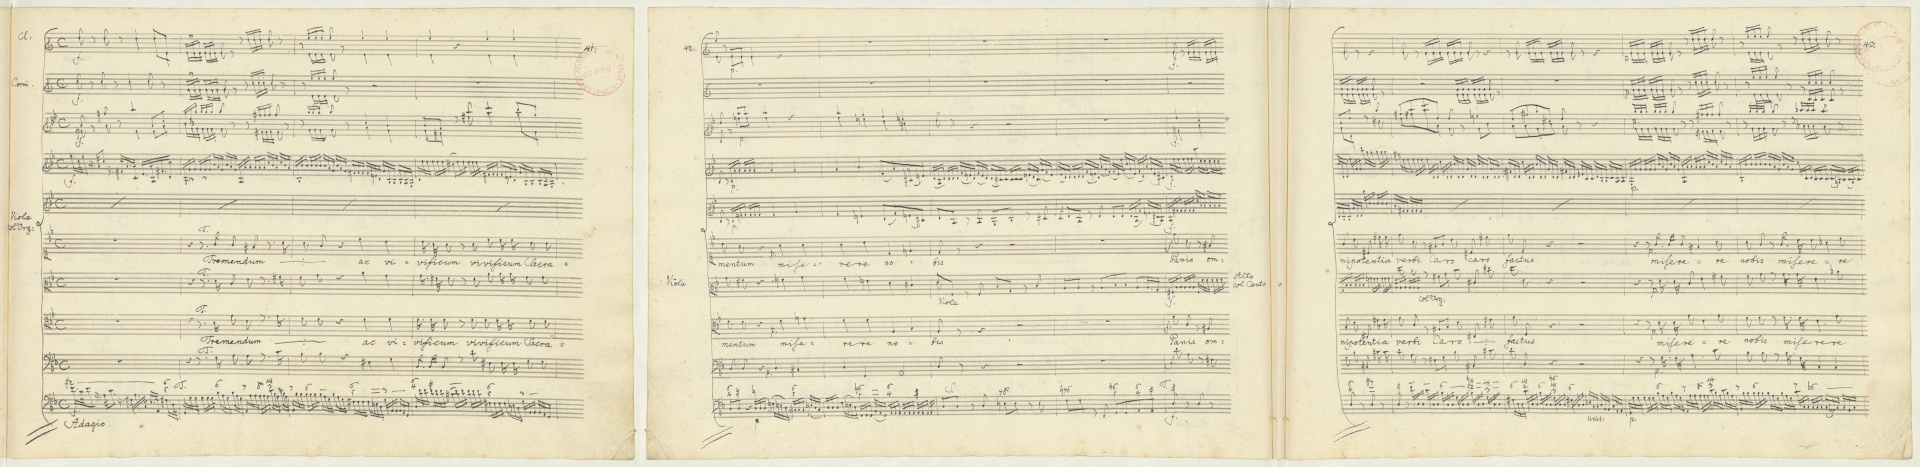 Cl:
41.
Corni.
Viola
col Org:
T.
Tremendum ac vi = vificum vivificum Sacra =
T.
T.
Tremendum ac vi = vificum vivificum Sacra =
T.
T.
Adagio.
42.
p.
f.
mentum mise = rere no = bis Panis om:
Viola
Viola
Alto
col Canto
mentum mise = rere no = bis Panis om:
43
nipotentia verbi Caro caro factus misere = re nobis misere = re
col Org:
nipotentia verbi Caro factus misere = re nobis miserere
unis.
p.